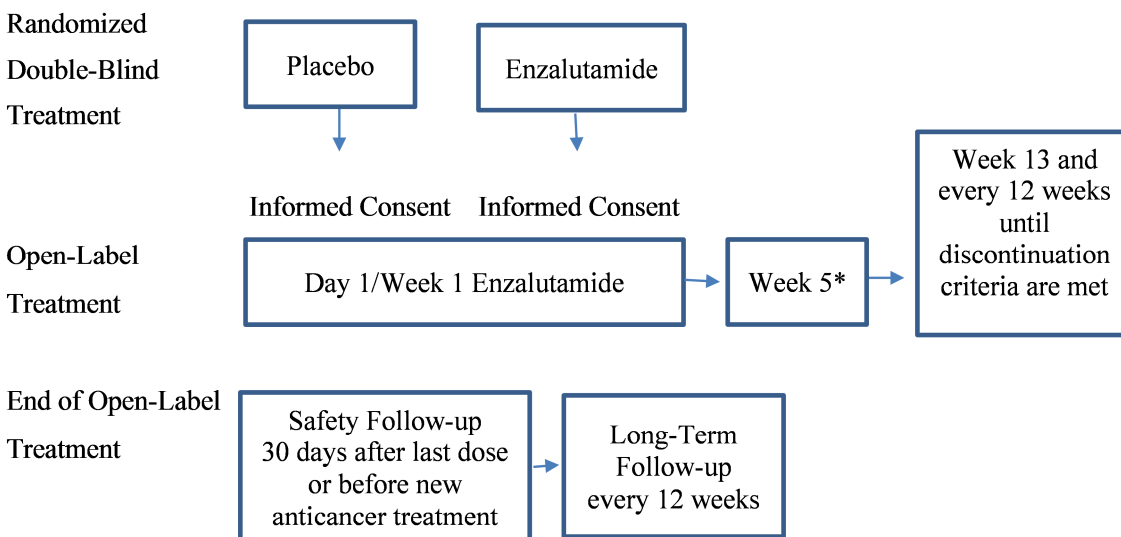 Randomized
Double-Blind
Treatment
Placebo
Enzalutamide
Informed Consent
Informed Consent
Open-Label
Treatment
Day 1/Week 1 Enzalutamide
Week 5*
Week 13 and
every 12 weeks
until
discontinuation
criteria are met
End of Open-Label
Treatment
Safety Follow-up
30 days after last dose
or before new
anticancer treatment
Long-Term
Follow-up
every 12 weeks